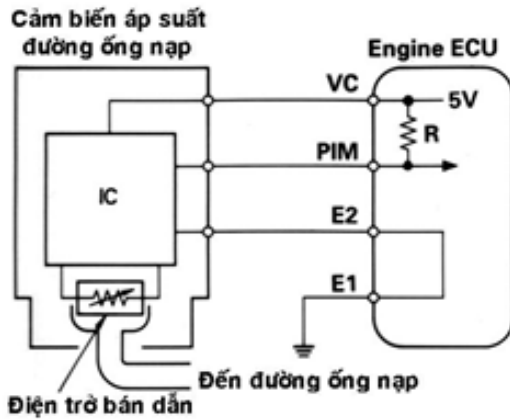 Cảm biến áp suất
đường ống nạp
Engine ECU
VC
5V
R
PIM
IC
E2
E1
Đến đường ống nạp
Điện trở bán dẫn